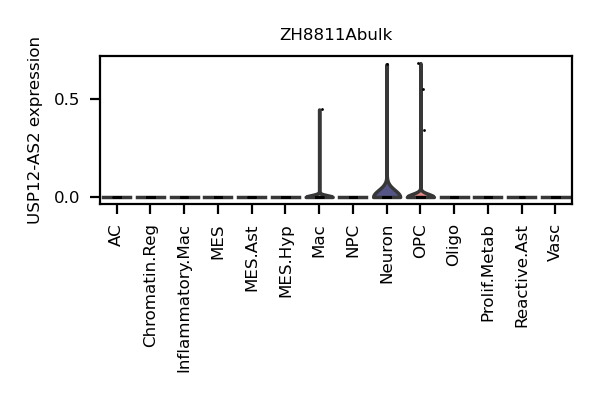 ZH8811Abulk
USP12-AS2 expression
0.5
0.0
AC
Chromatin.Reg
Inflammatory.Mac
MES
MES.Ast
MES.Hyp
Mac
NPC
Neuron
OPC
Oligo
Prolif.Metab
Reactive.Ast
Vasc